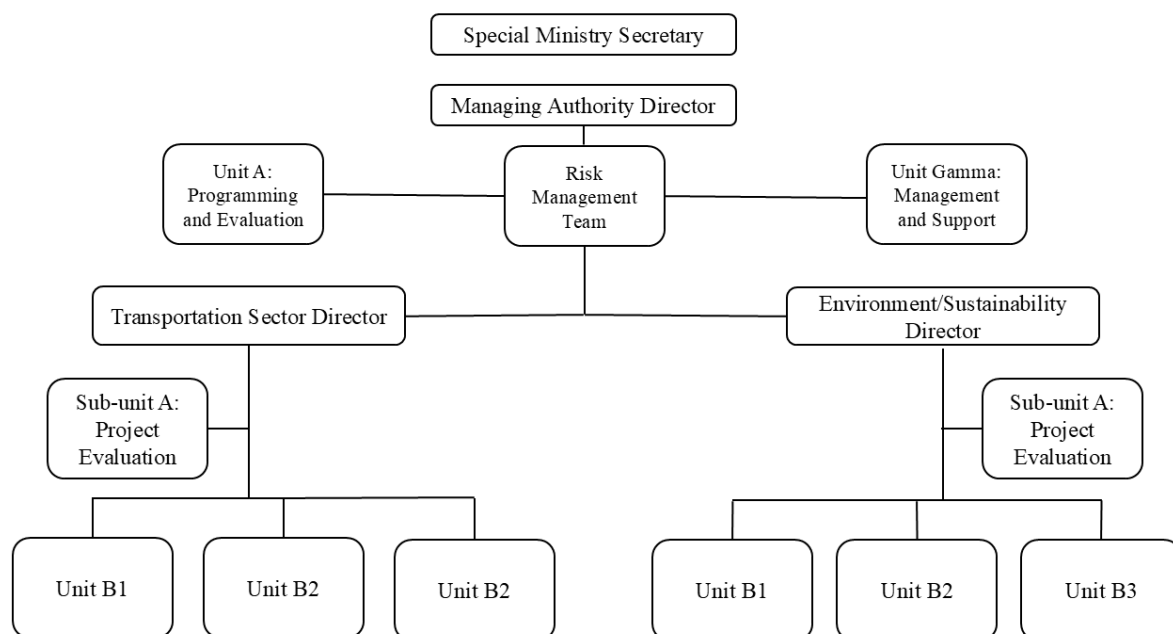 Special Ministry Secretary
Managing Authority Director
Unit A:
Programming
and Evaluation
Risk
Management
Team
Unit Gamma:
Management
and Support
Transportation Sector Director
Environment/Sustainability
Director
Sub-unit A:
Project
Evaluation
Sub-unit A:
Project
Evaluation
Unit B1
Unit B2
Unit B2
Unit B1
Unit B2
Unit B3